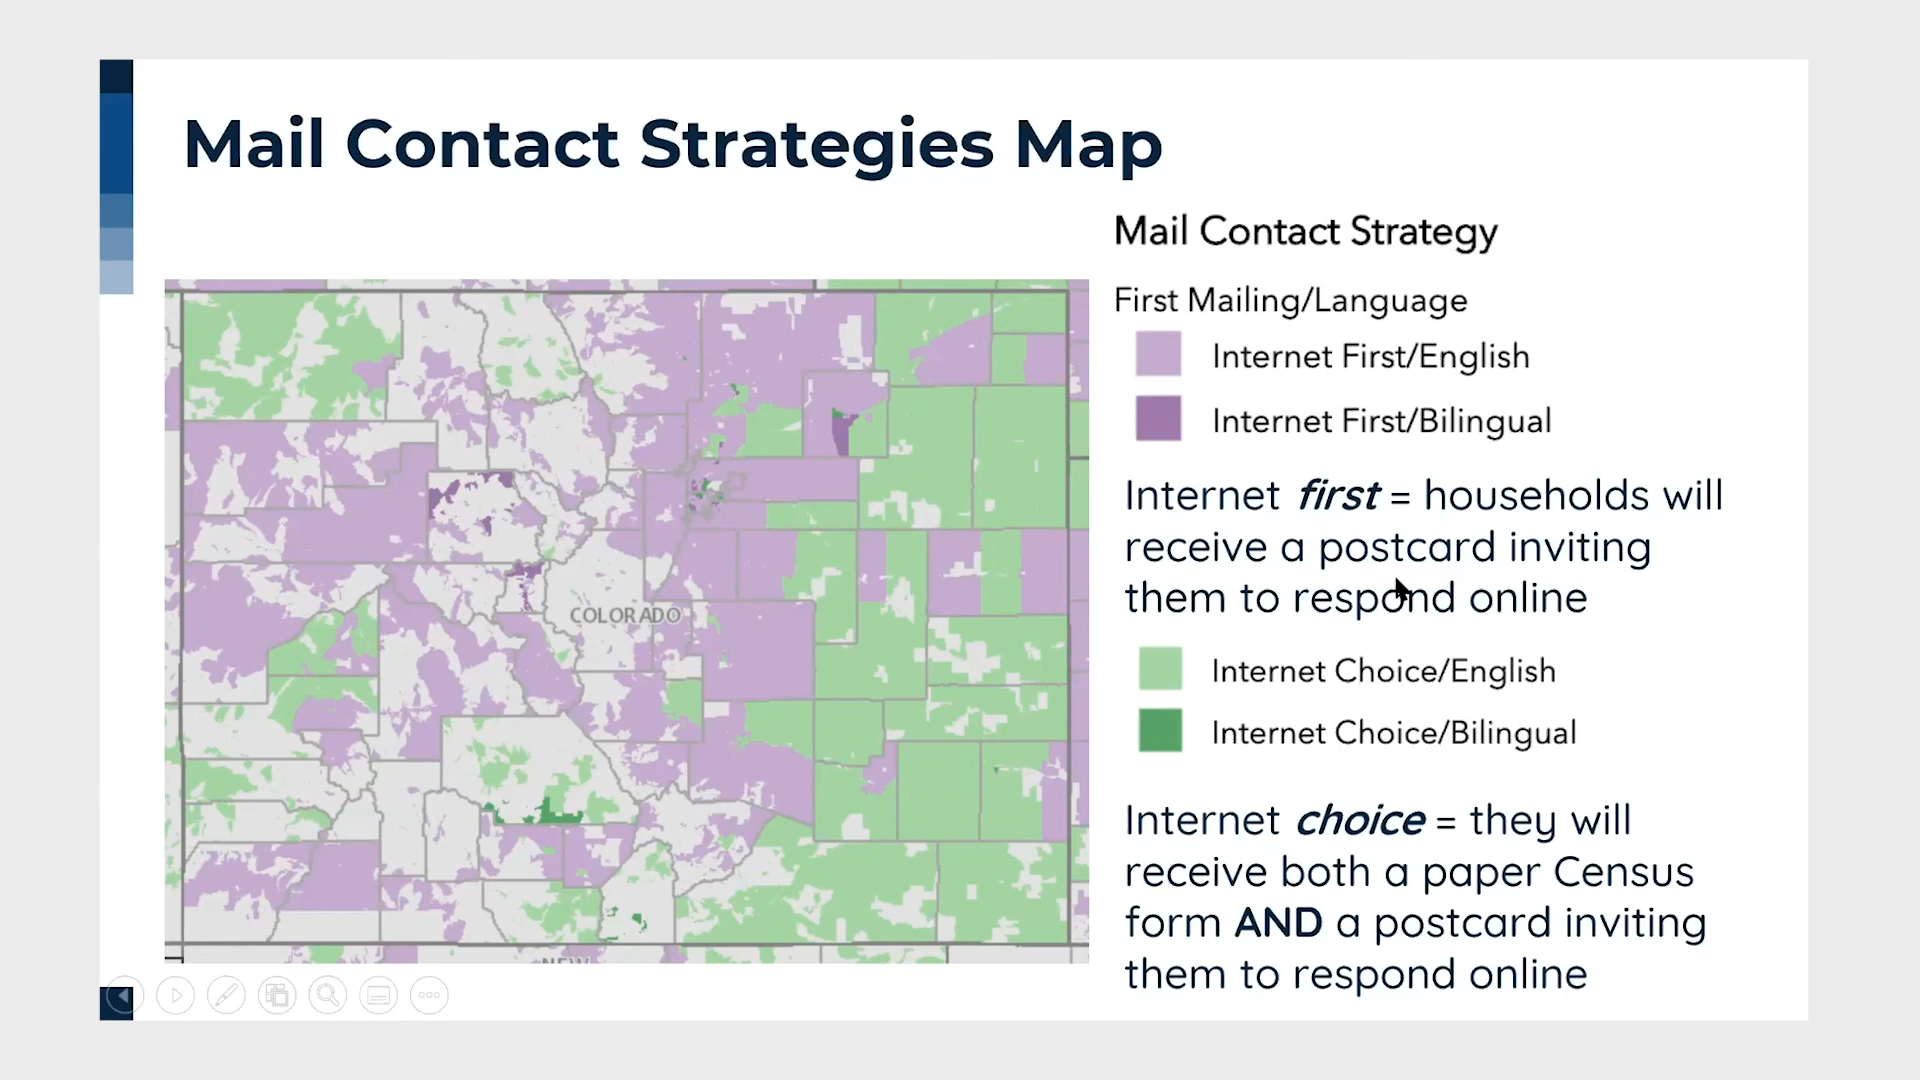 Mail Contact Strategies Map
Mail Contact Strategy
First Mailing/Language
Internet First/English
Internet First/Bilingual
Internet first = households will
receive a postcard inviting
them to respond online
Internet Choice/English
Internet Choice/Bilingual
Internet choice = they will
receive both a paper Census
form AND a postcard inviting
them to respond online
COLORADO
NEW